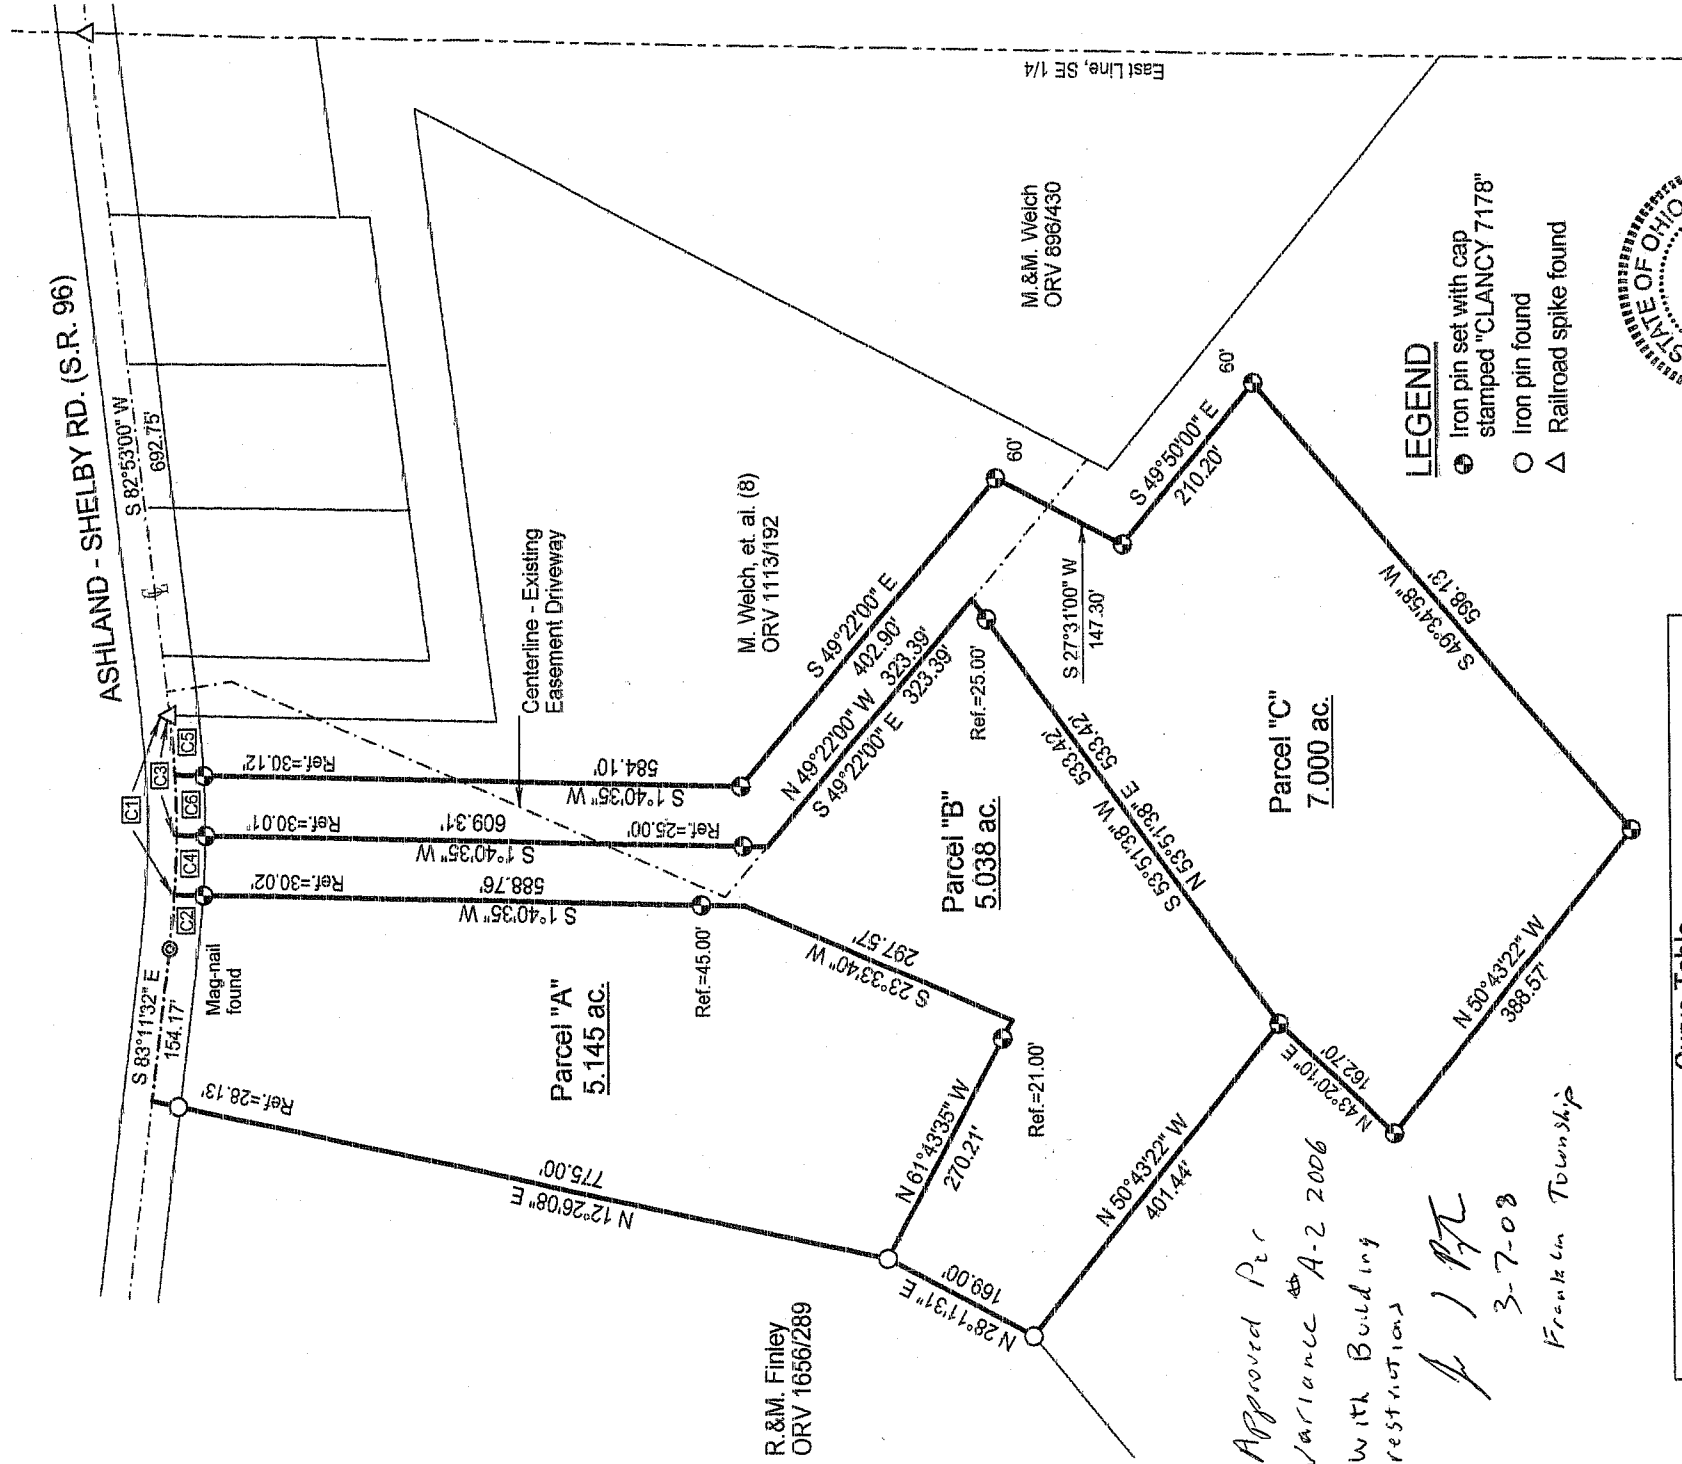 ASHLAND - SHELBY RD. (S.R. 96)
S 82°53'00" W
692.75'
East Line, SE 1/4
C1
C3
C5
C6
C4
C2
S 83°11'32" E
154.17'
Mag-nail
found
Ref.=28.13'
Ref.=30.02'
Ref.=30.01'
Ref.=30.12'
588.76'
S 1°40'35" W
609.31'
S 1°40'35" W
584.10'
S 1°40'35" W
Ref.=25.00'
Ref.=45.00'
Centerline - Existing
Easement Driveway
M. Welch, et. al. (8)
ORV 1113/192
M.&M. Welch
ORV 896/430
S 49°22'00" E
402.90'
N 49°22'00" W 323.39'
S 49°22'00" E 323.39'
60'
Ref.=25.00'
S 27°31'00" W
147.30'
S 49°50'00" E
210.20'
60'
Parcel "A"
5.145 ac.
297.57'
S 23°33'40" W
775.00'
N 12°26'08" E
N 61°43'35" W
270.21'
Ref.=21.00'
Parcel "B"
5.038 ac.
533.42'
S 53°51'38" W
533.42'
N 53°51'38" E
Parcel "C"
7.000 ac.
598.13'
S 49°34'58" W
N 50°43'22" W
388.57'
162.70'
N 43°20'10" E
N 50°43'22" W
401.44'
169.00'
N 28°11'31" E
R.&M. Finley
ORV 1656/289
LEGEND
Iron pin set with cap
stamped "CLANCY 7178"
Iron pin found
Railroad spike found
STATE OF OHIO
Approved Per
Variance A-2 2006
With Building
restrictions
3-7-08
Franklin Township
Curve Table